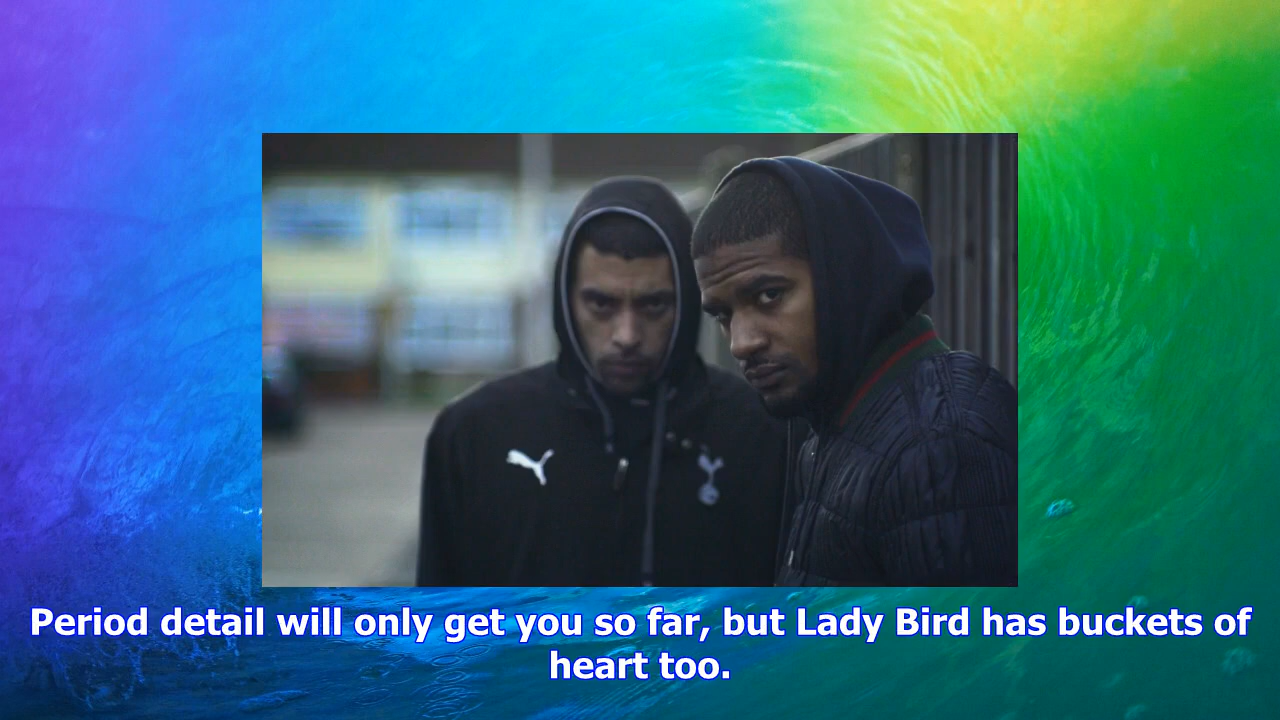 Period detail will only get you so far, but Lady Bird has buckets of
heart too.